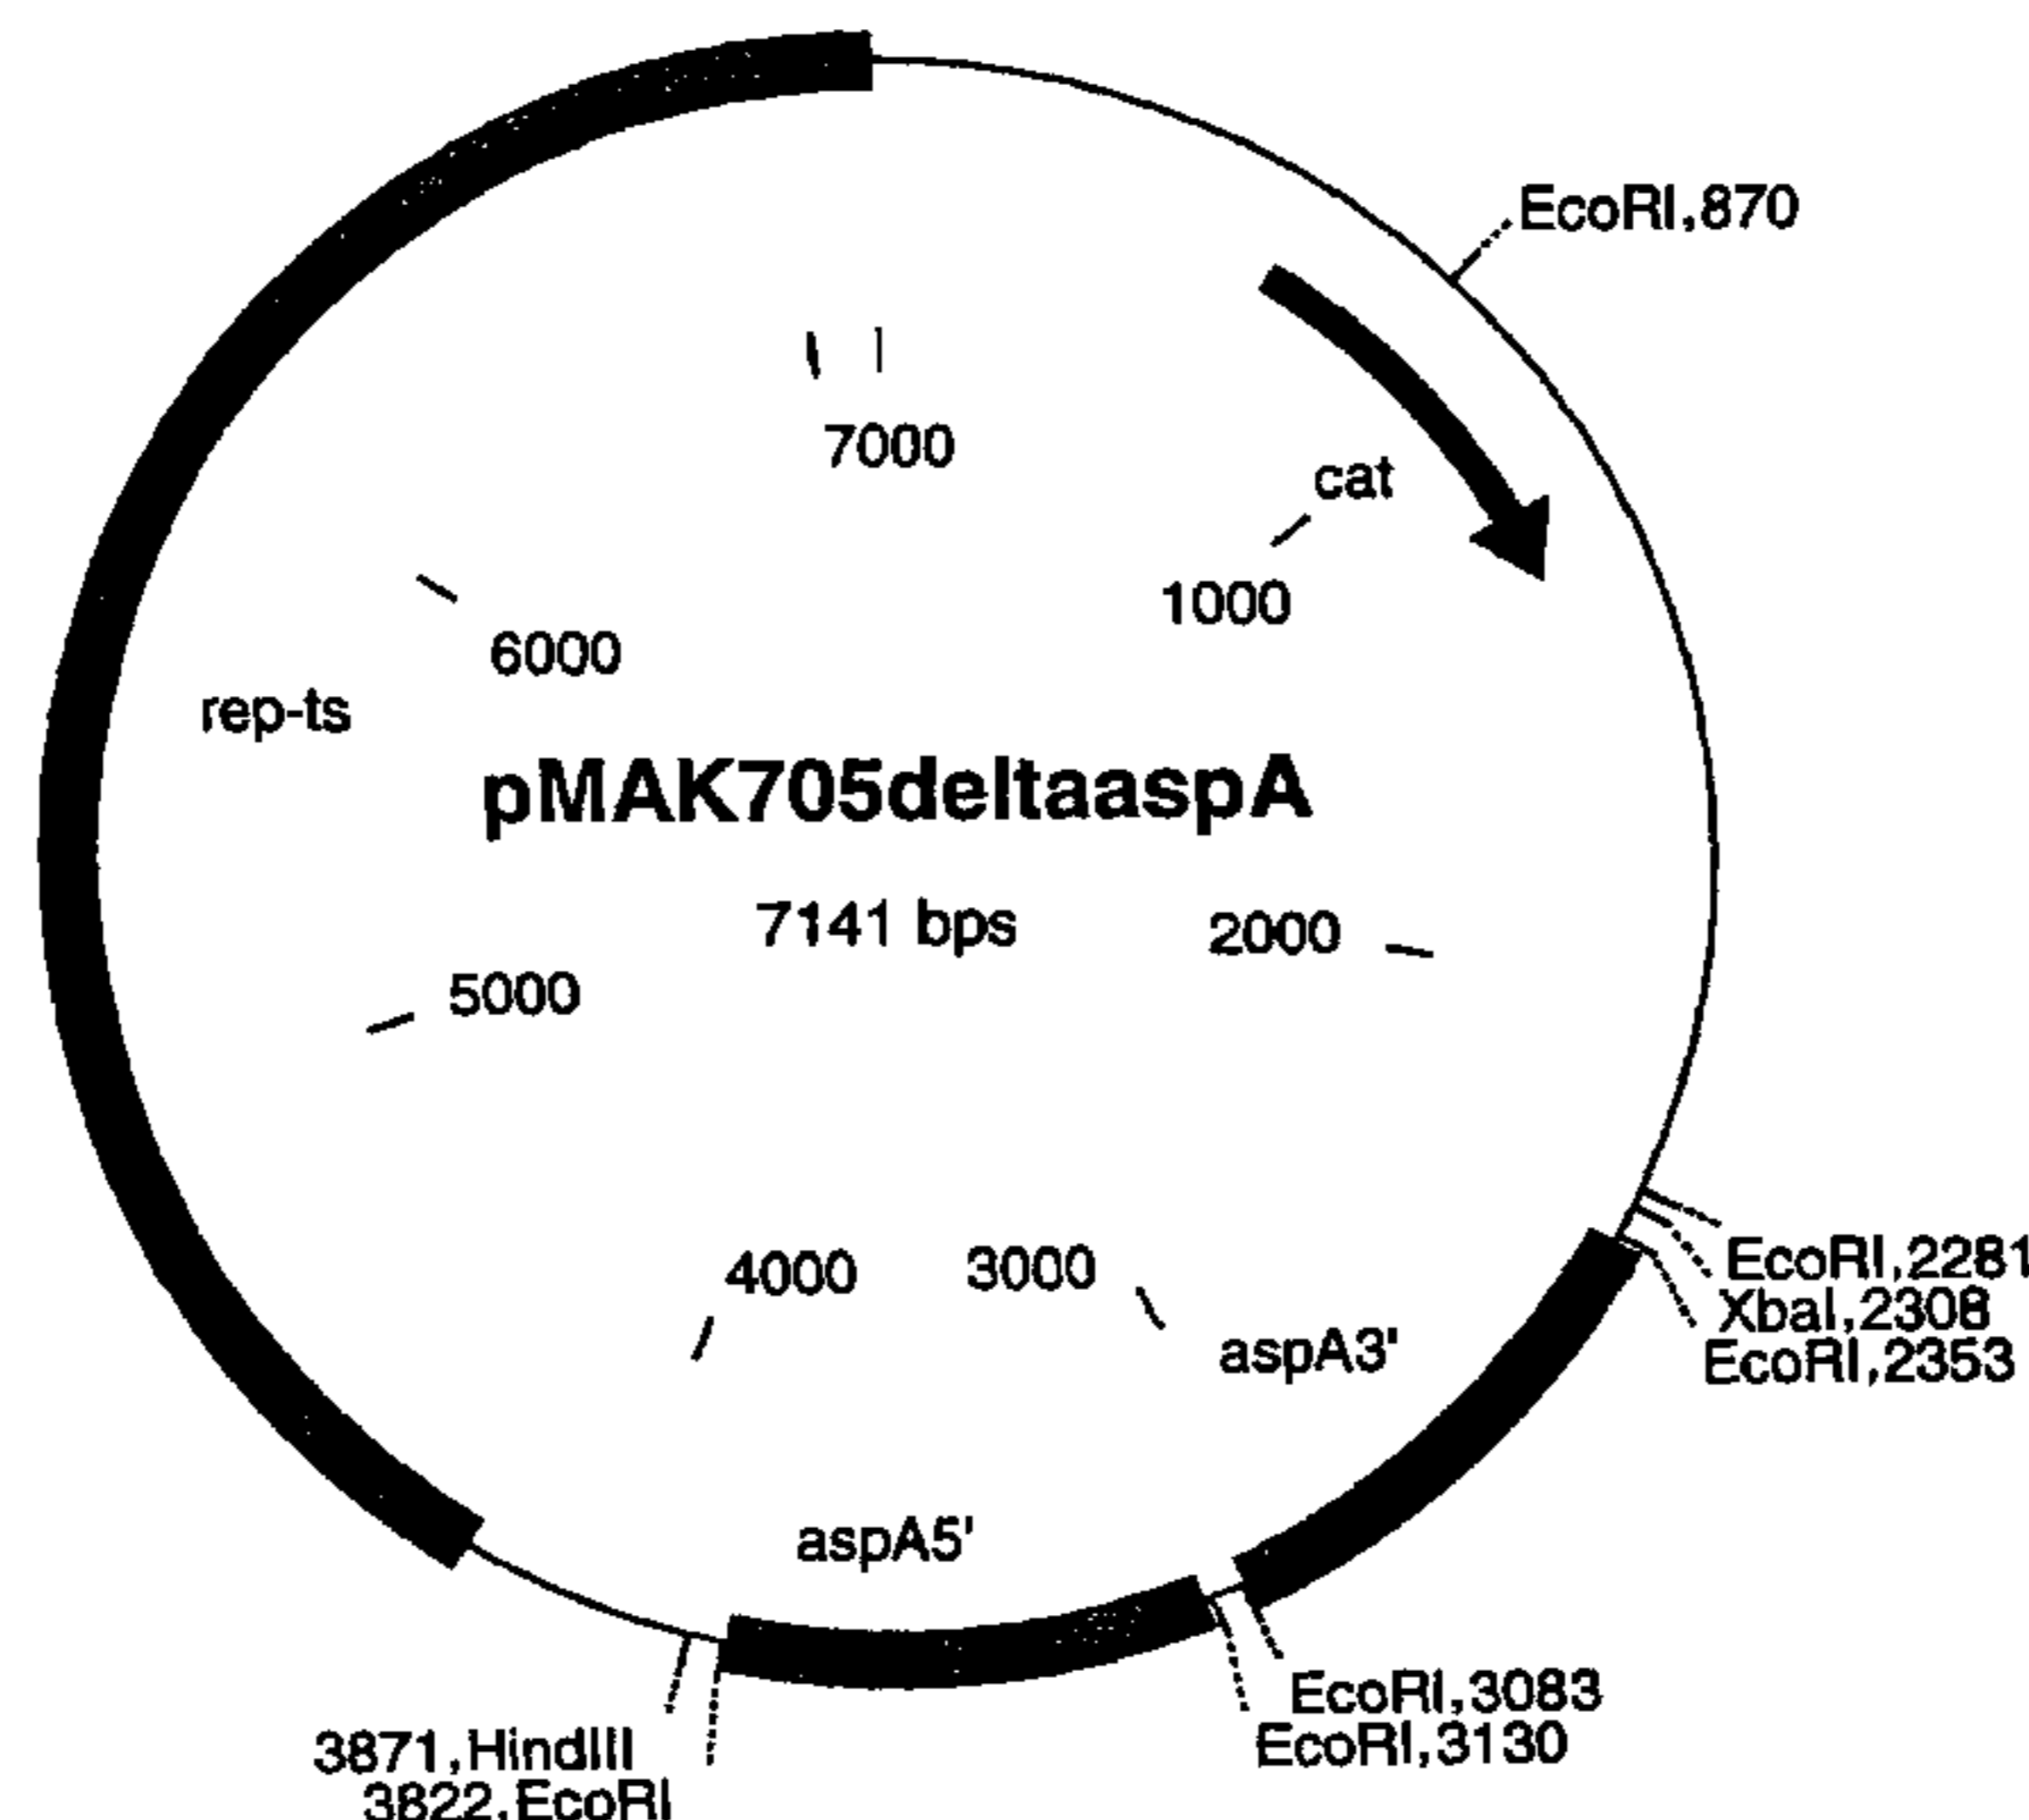 EcoRI,870
7000
cat
1000
6000
rep-ts
pMAK705deltaaspA
7141 bps
2000
5000
EcoRI,2281
XbaI,2308
EcoRI,2353
4000
3000
aspA3'
aspA5'
EcoRI,3083
EcoRI,3130
3871,HindIII
3822,EcoRI